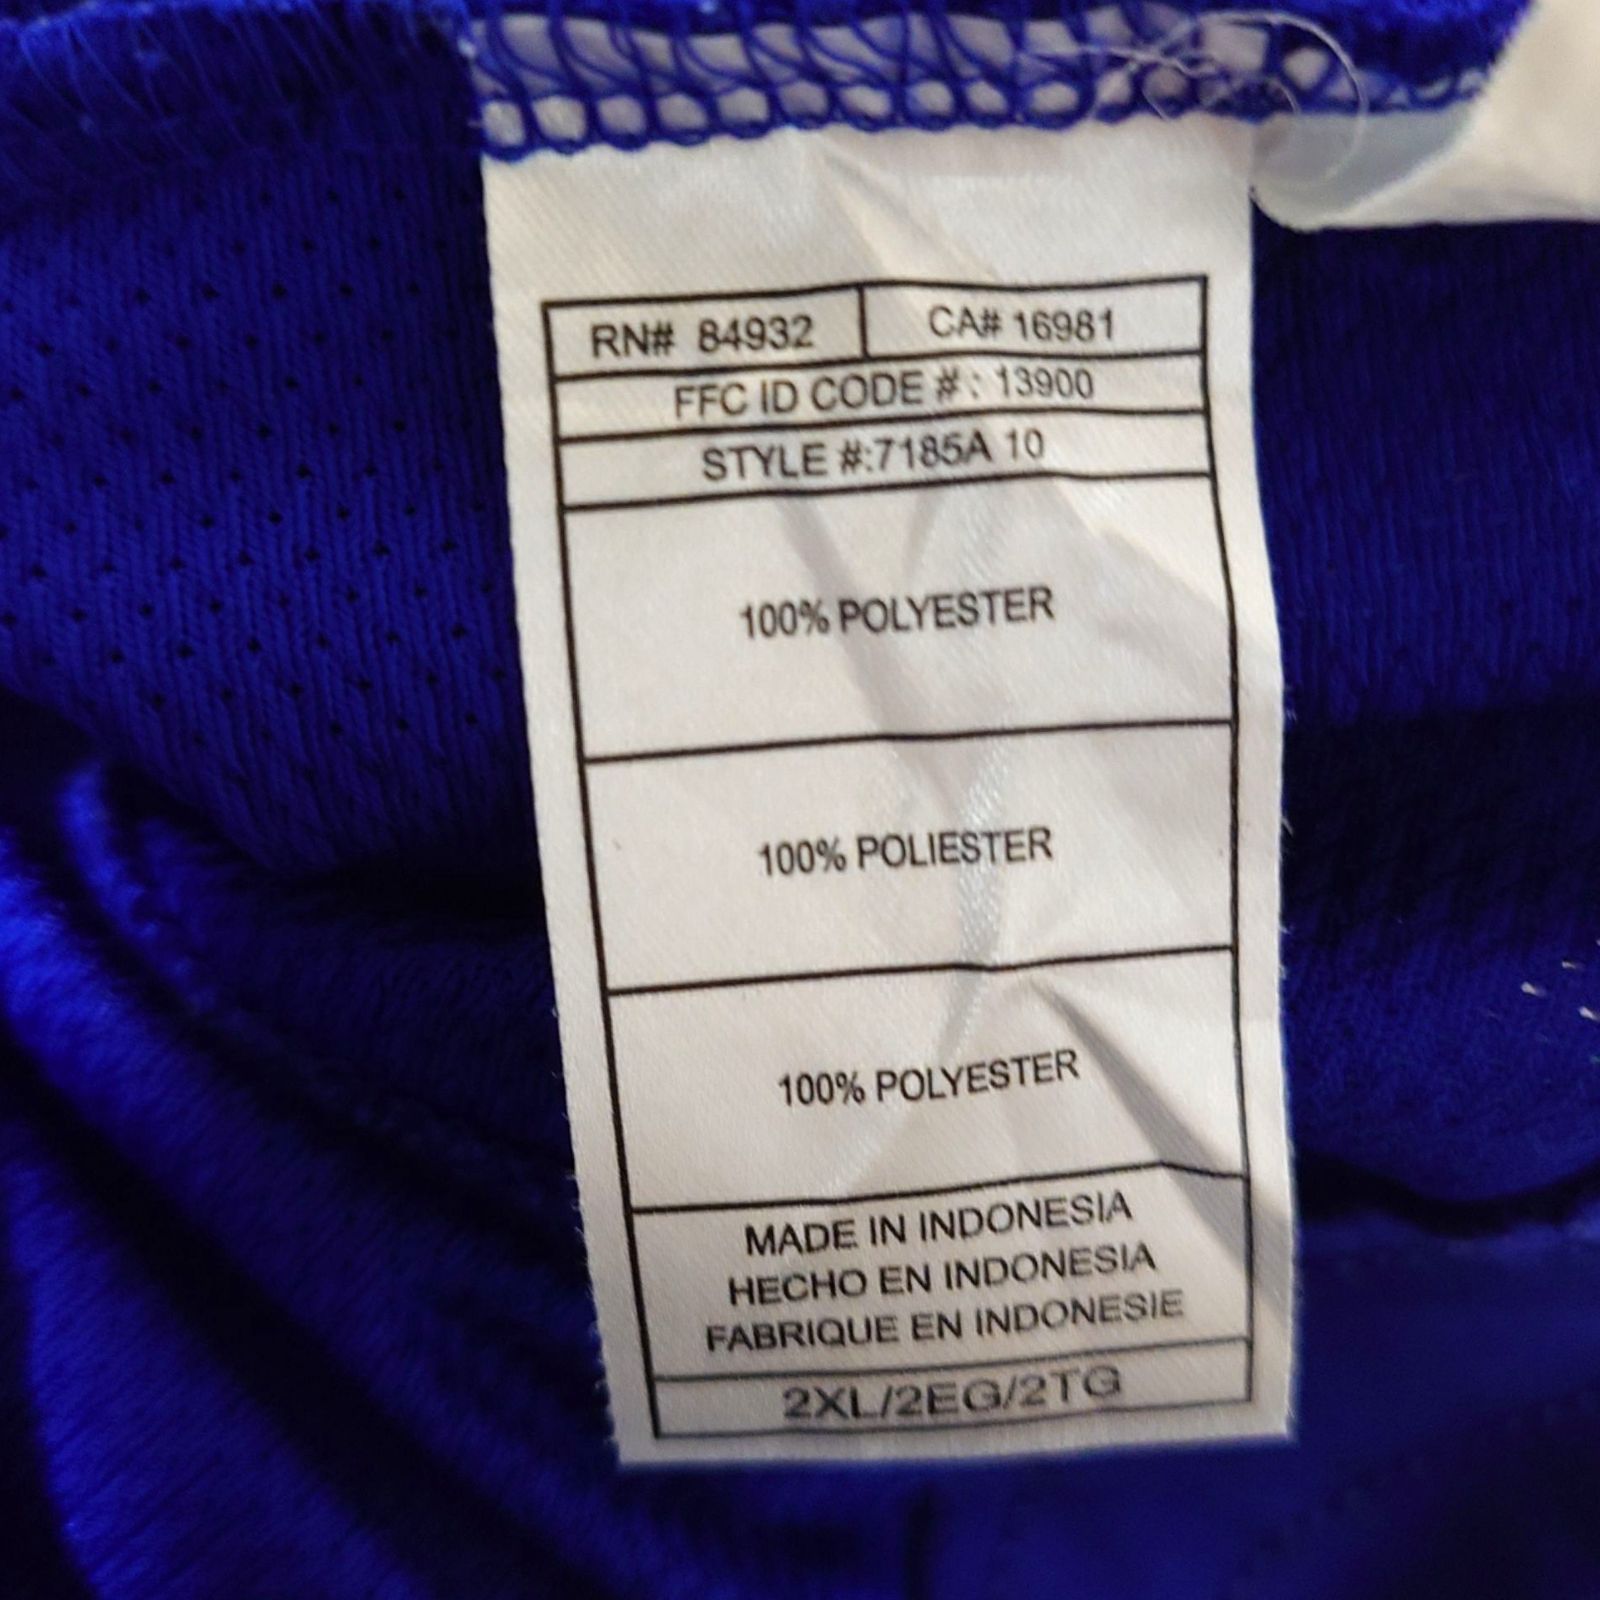 RN# 84932 CA# 16981
FFC ID CODE #: 13900
STYLE #:7185A 10
100% POLYESTER
100% POLIESTER
100% POLYESTER
MADE IN INDONESIA
HECHO EN INDONESIA
FABRIQUE EN INDONESIE
2XL/2EG/2TG